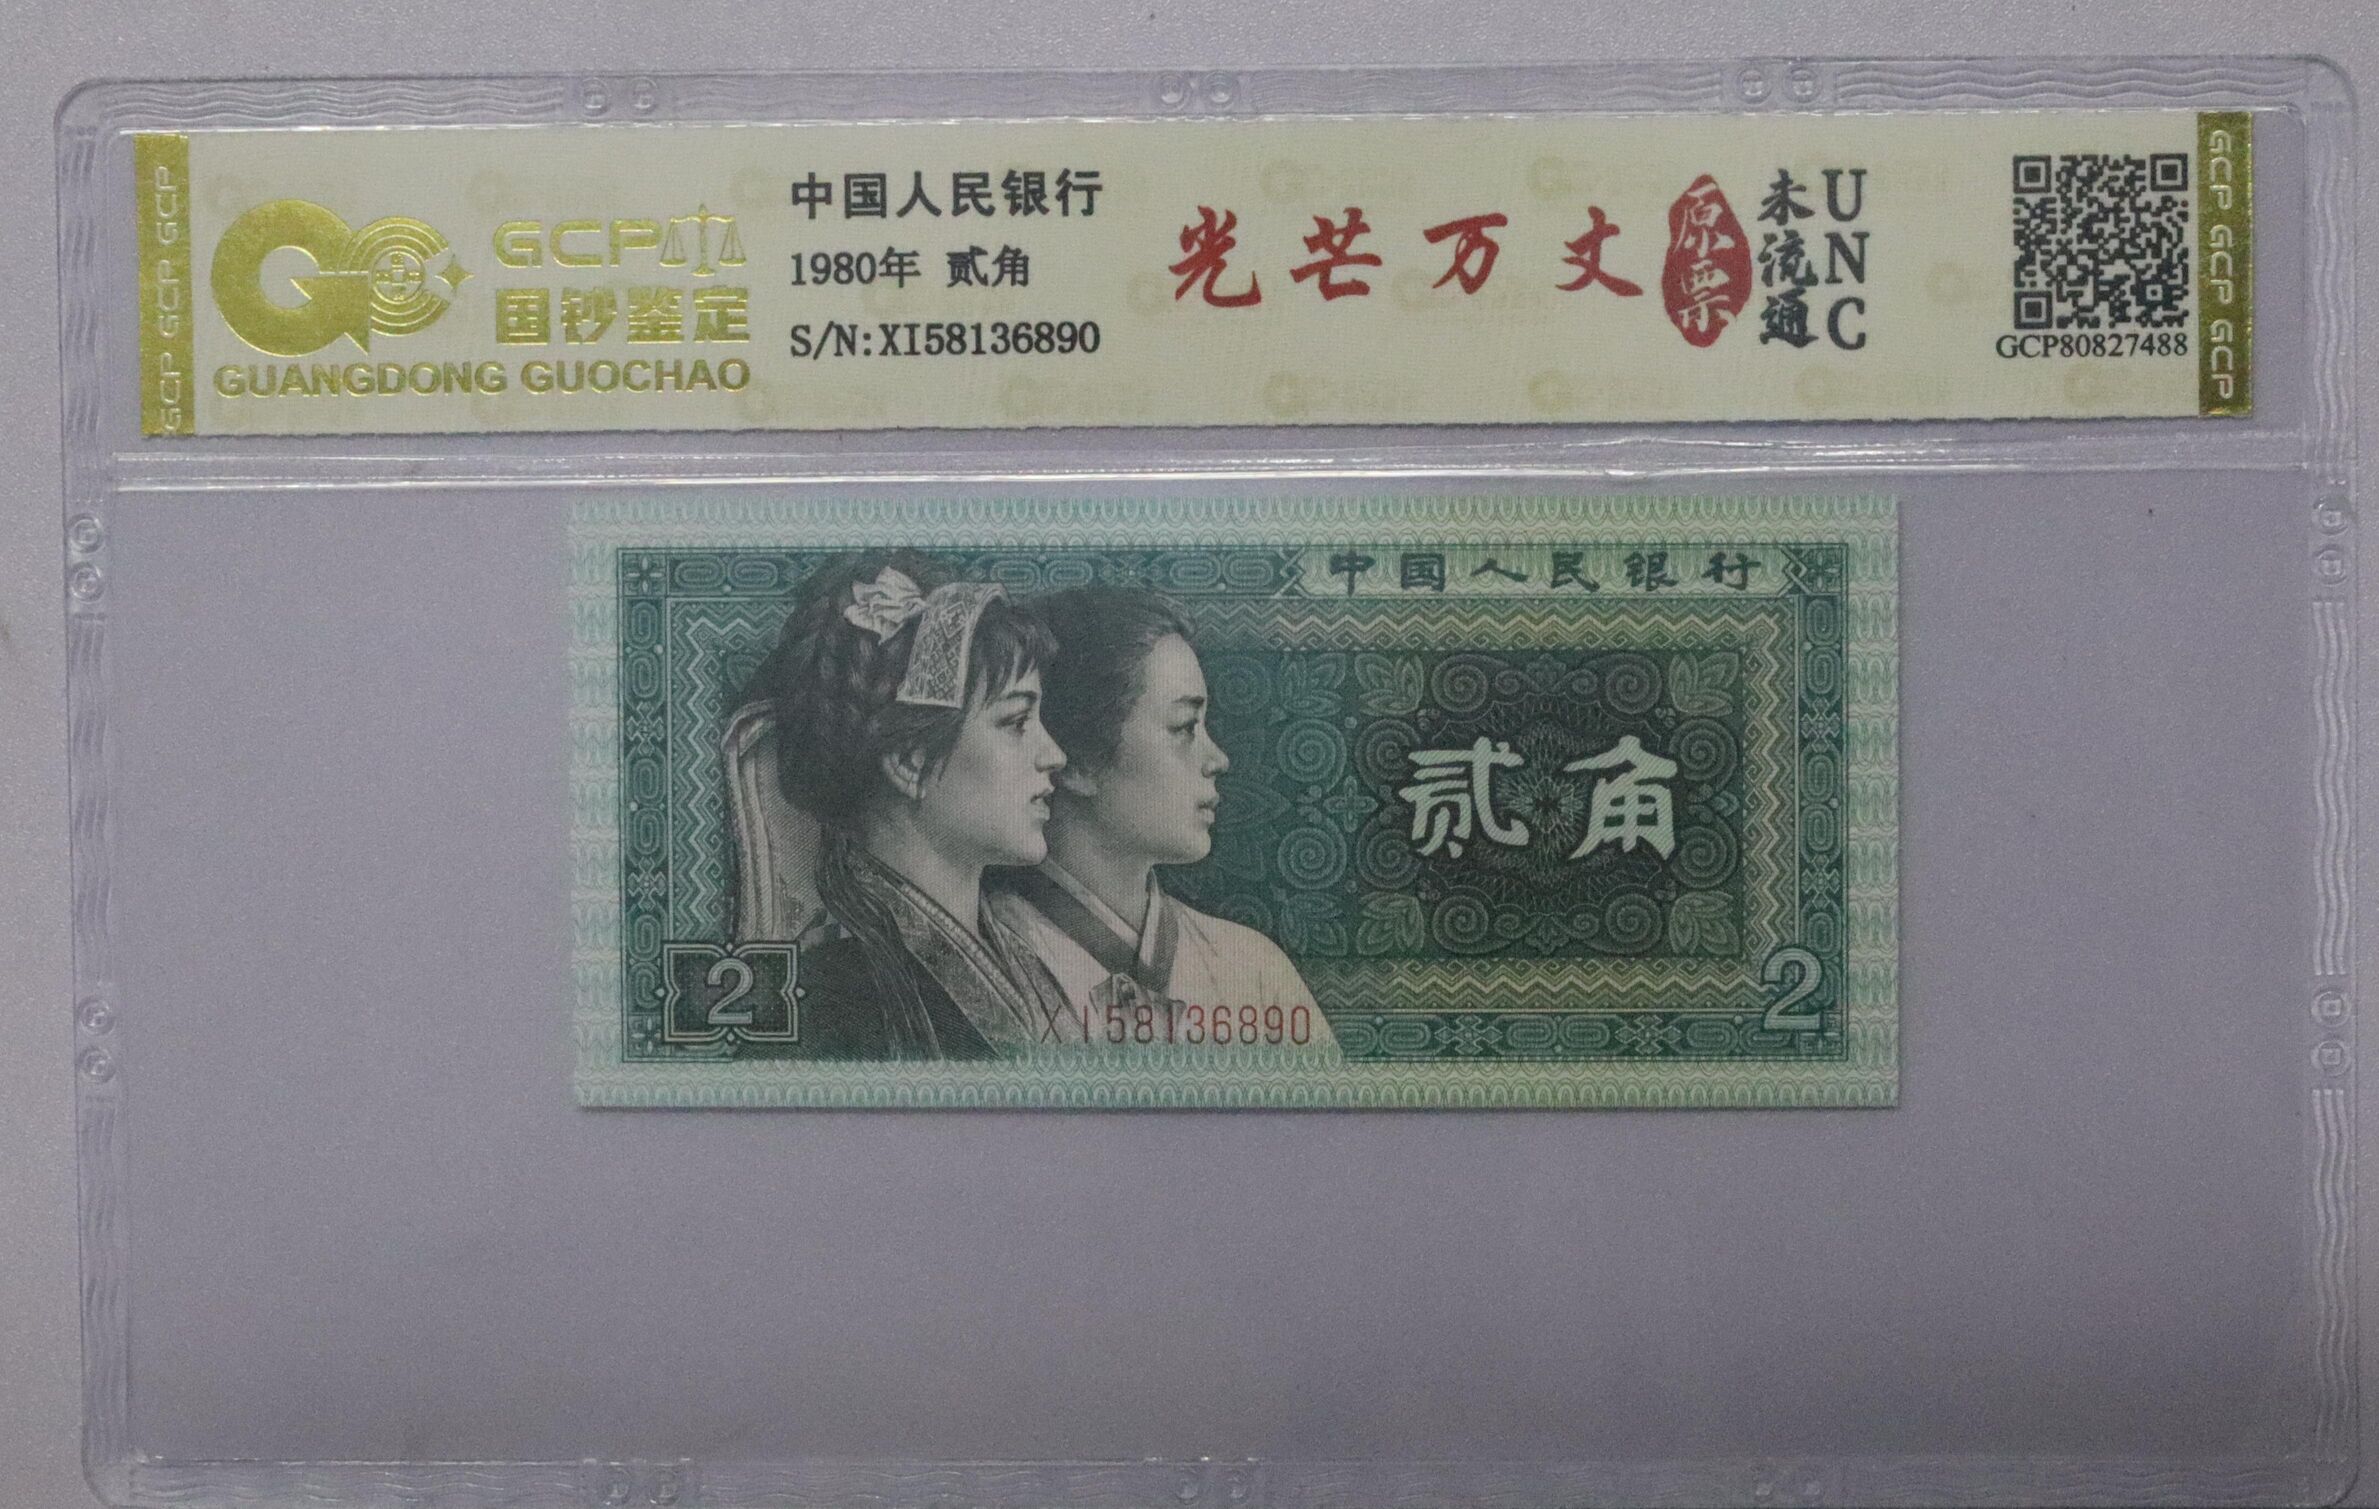 GCP GCP GCP
GCP
国钞鉴定
GUANGDONG GUOCHAO
中国人民银行
1980年 贰角
S/N:XI58136890
光芒万丈
原票
未流通
UNC
GCP80827488
GCP GCP GCP
中国人民银行
贰角
2
XI58136890
2